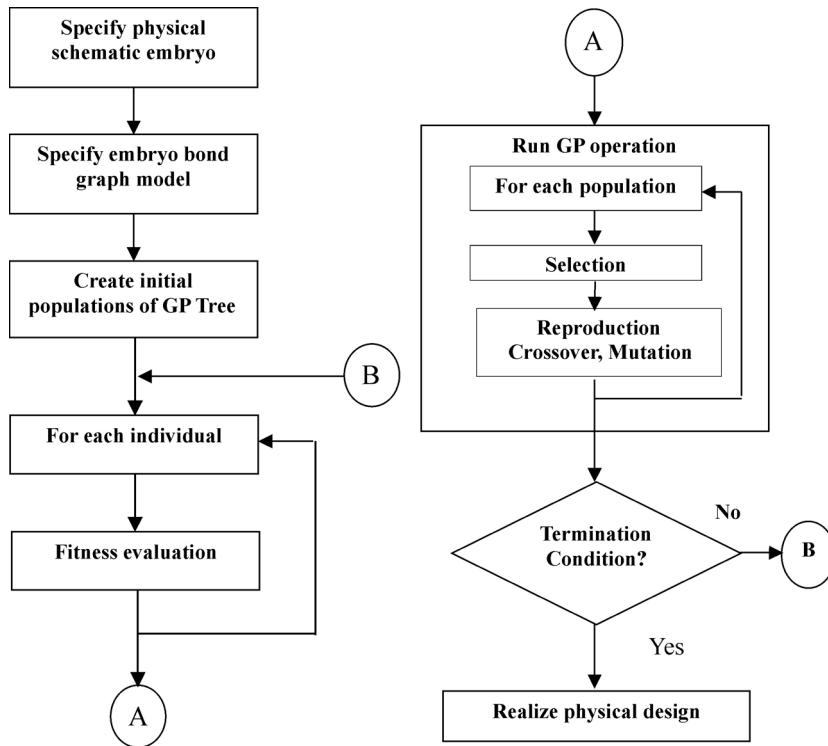 Specify physical
schematic embryo
Specify embryo bond
graph model
Create initial
populations of GP Tree
B
For each individual
Fitness evaluation
A
A
Run GP operation
For each population
Selection
Reproduction
Crossover, Mutation
Termination
Condition?
No
B
Yes
Realize physical design